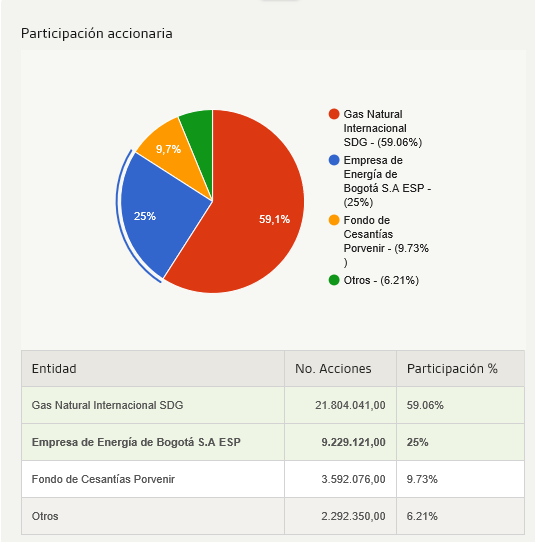 Participación accionaria
9,7%
25%
59,1%
Gas Natural
Internacional
SDG - (59.06%)
Empresa de
Energía de
Bogotá S.A ESP -
(25%)
Fondo de
Cesantías
Porvenir - (9.73%
)
Otros - (6.21%)
Entidad No. Acciones Participación %
Gas Natural Internacional SDG 21.804.041,00 59.06%
Empresa de Energía de Bogotá S.A ESP 9.229.121,00 25%
Fondo de Cesantías Porvenir 3.592.076,00 9.73%
Otros 2.292.350,00 6.21%